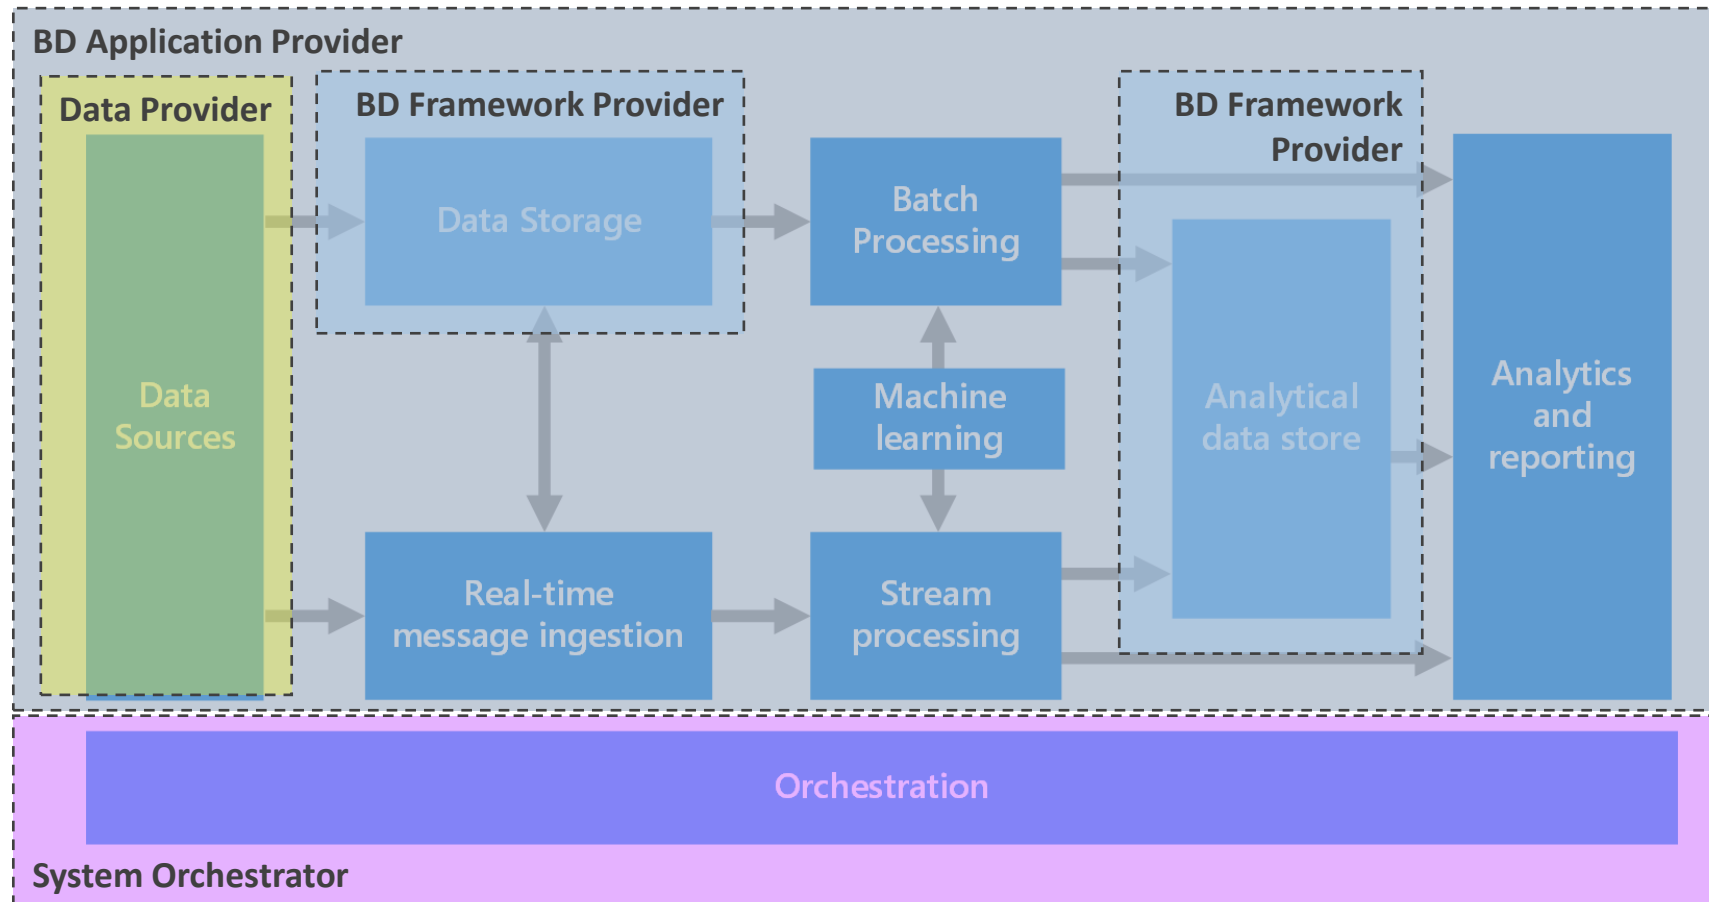 BD Application Provider
Data Provider
BD Framework Provider
BD Framework
Provider
Data Storage
Batch
Processing
Data
Sources
Machine
learning
Analytical
data store
Analytics
and
reporting
Real-time
message ingestion
Stream
processing
Orchestration
System Orchestrator